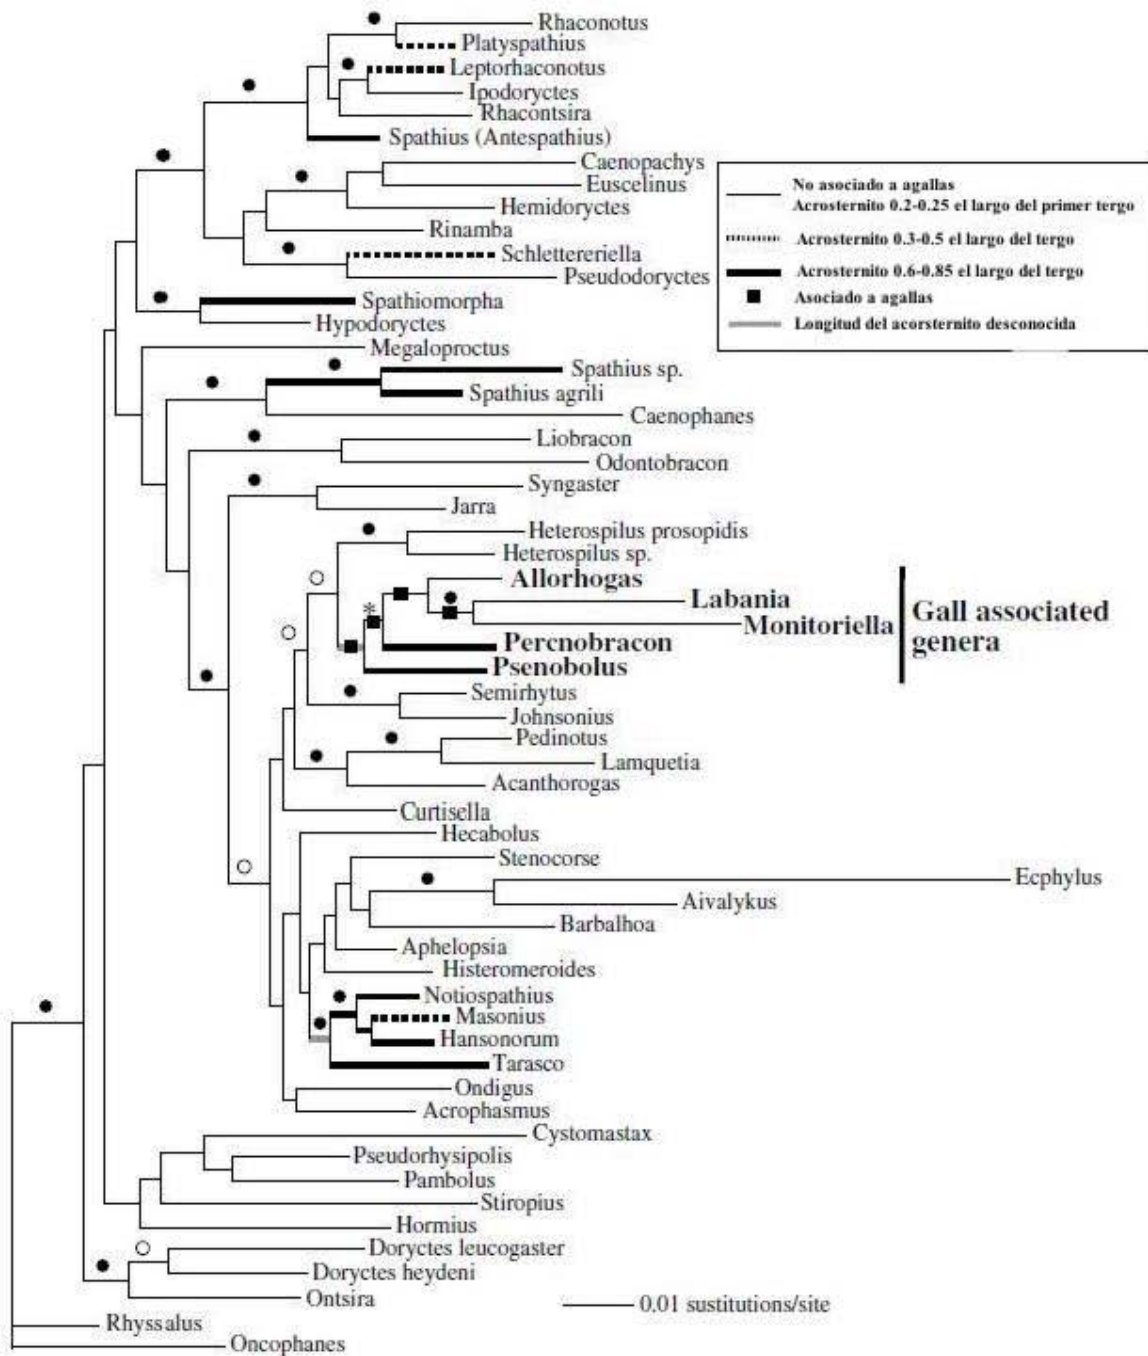 Rhaconotus
Platyspathius
Leptorhaconotus
Ipodoryctes
Rhacontsira
Spathius (Antespathius)
Caenopachys
Euscelinus
Hemidoryctes
Rinamba
Schlettereriella
Pseudodoryctes
Spathiomorpha
Hypodoryctes
Megaloproctus
Spathius sp.
Spathius agrili
Caenophanes
Liobracon
Odontobracon
Syngaster
Jarra
Heterospilus prosopidis
Heterospilus sp.
Allorhogas
Labania
Monitoriella
Percnobracon
Psenobolus
Gall associated
genera
Semirhytus
Johnsonius
Pedinotus
Lamquetia
Acanthorogas
Curtisella
Hecabolus
Stenocorse
Ecphylus
Aivalykus
Barbalhoa
Aphelopsia
Histeromeroides
Notiospathius
Masonius
Hansonorum
Tarasco
Ondigus
Acrophasmus
Cystomastax
Pseudorhysipolis
Pambolus
Stiropius
Hormius
Doryctes leucogaster
Doryctes heydeni
Ontsira
Rhyssalus
Oncophanes
No asociado a agallas
Acrosternito 0.2-0.25 el largo del primer tergo
Acrosternito 0.3-0.5 el largo del tergo
Acrosternito 0.6-0.85 el largo del tergo
Asociado a agallas
Longitud del acorsternito desconocida
*
0.01 sustitutions/site